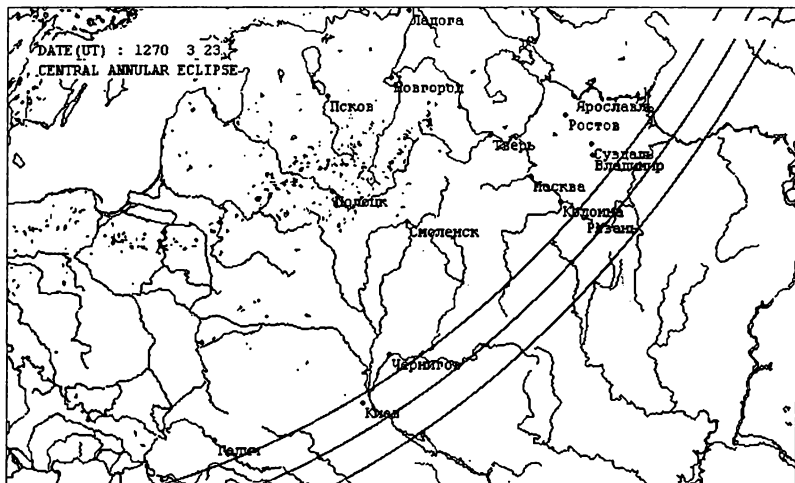 Ладога
DATE(UT) : 1270 3 23
CENTRAL ANNULAR ECLIPSE
Новгород
Псков
Ярославль
Ростов
Тверь
Суздаль
Владимир
Москва
Полоцк
Коломна
Рязань
Смоленск
Чернигов
Киев
Галич